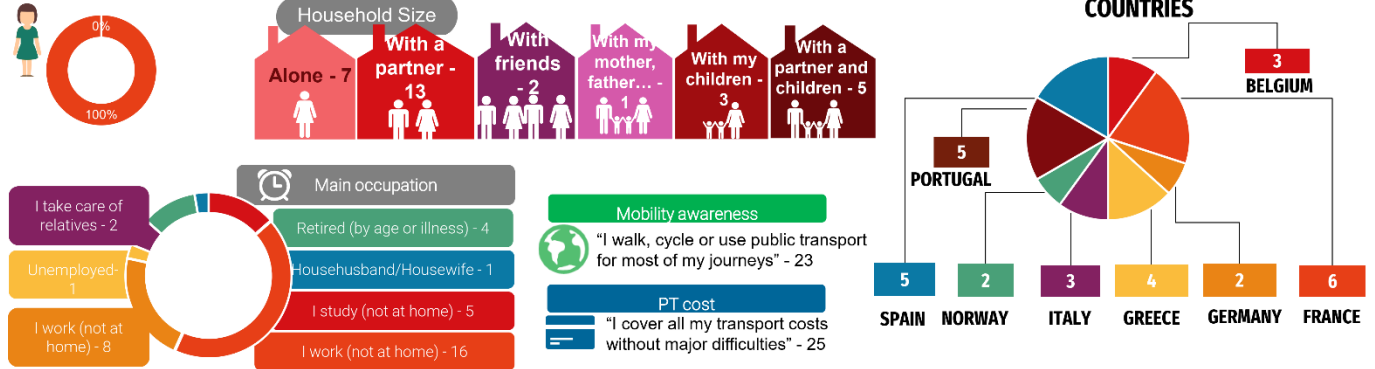 0%
100%
Household Size
Alone - 7
With a
partner -
13
With
friends
- 2
With my
mother,
father… -
1
With my
children -
3
With a
partner and
children - 5
I take care of
relatives - 2
Unemployed-
1
I work (not at
home) - 8
Main occupation
Retired (by age or illness) - 4
Househusband/Housewife - 1
I study (not at home) - 5
I work (not at home) - 16
Mobility awareness
“I walk, cycle or use public transport
for most of my journeys” - 23
PT cost
“I cover all my transport costs
without major difficulties” - 25
COUNTRIES
3
BELGIUM
5
PORTUGAL
5
SPAIN
2
NORWAY
3
ITALY
4
GREECE
2
GERMANY
6
FRANCE